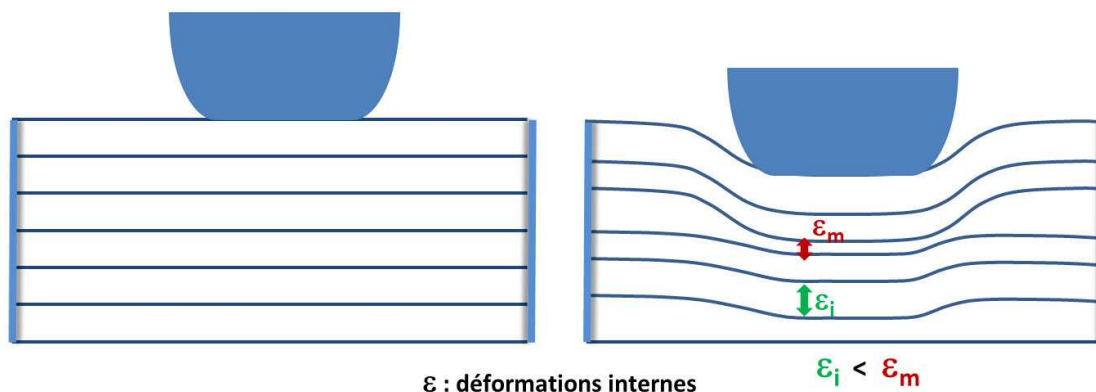 εm
εi
εi < εm
ε : déformations internes